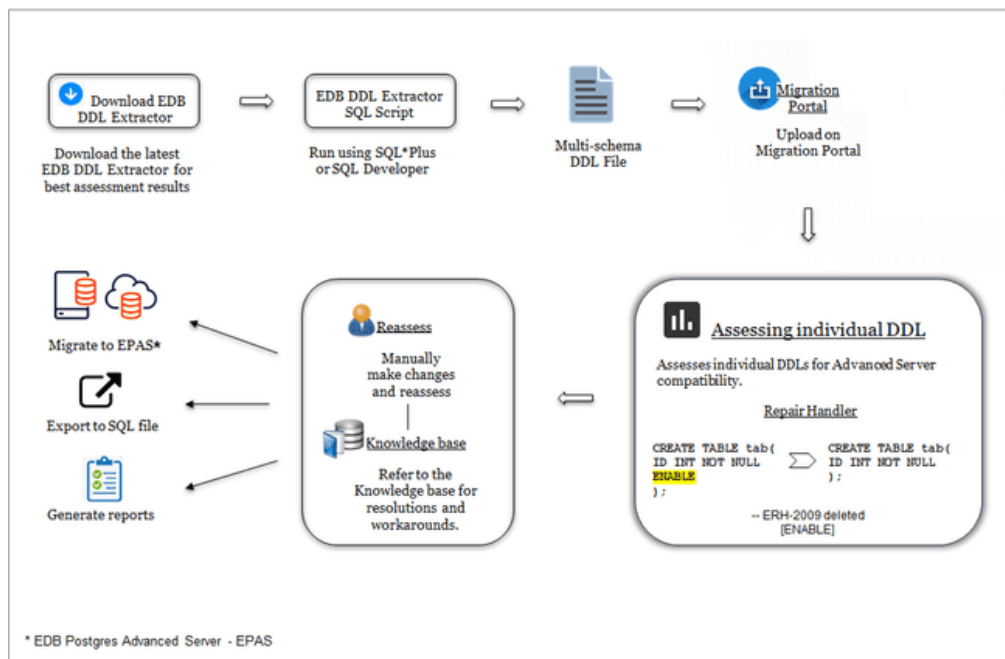 Download EDB
DDL Extractor
Download the latest
EDB DDL Extractor for
best assessment results
EDB DDL Extractor
SQL Script
Run using SQL*Plus
or SQL Developer
Multi-schema
DDL File
Migration
Portal
Upload on
Migration Portal
Assessing individual DDL
Assesses individual DDLs for Advanced Server
compatibility.
Repair Handler
CREATE TABLE tab(
ID INT NOT NULL
ENABLE
);
CREATE TABLE tab(
ID INT NOT NULL
);
-- ERH-2009 deleted
[ENABLE]
Reassess
Manually
make changes
and reassess
Knowledge base
Refer to the
Knowledge base for
resolutions and
workarounds.
Migrate to EPAS*
Export to SQL file
Generate reports
* EDB Postgres Advanced Server - EPAS